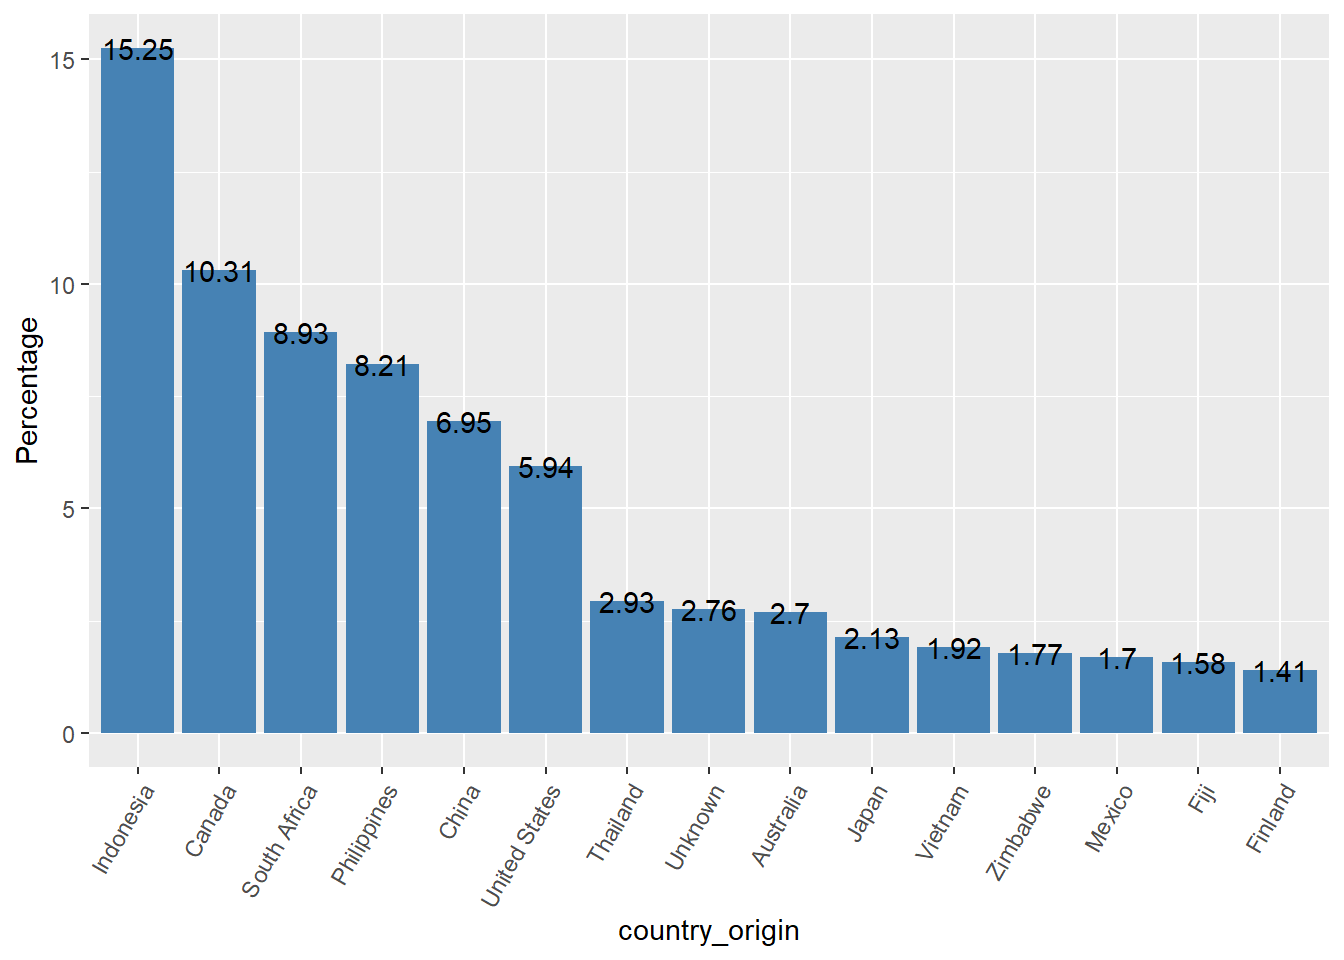 15.25
15
10.31
10
8.93
8.21
6.95
5.94
5
2.93
2.76
2.7
2.13
1.92
1.77
1.7
1.58
1.41
0
Percentage
Indonesia
Canada
South Africa
Philippines
China
United States
Thailand
Unknown
Australia
Japan
Vietnam
Zimbabwe
Mexico
Fiji
Finland
country_origin